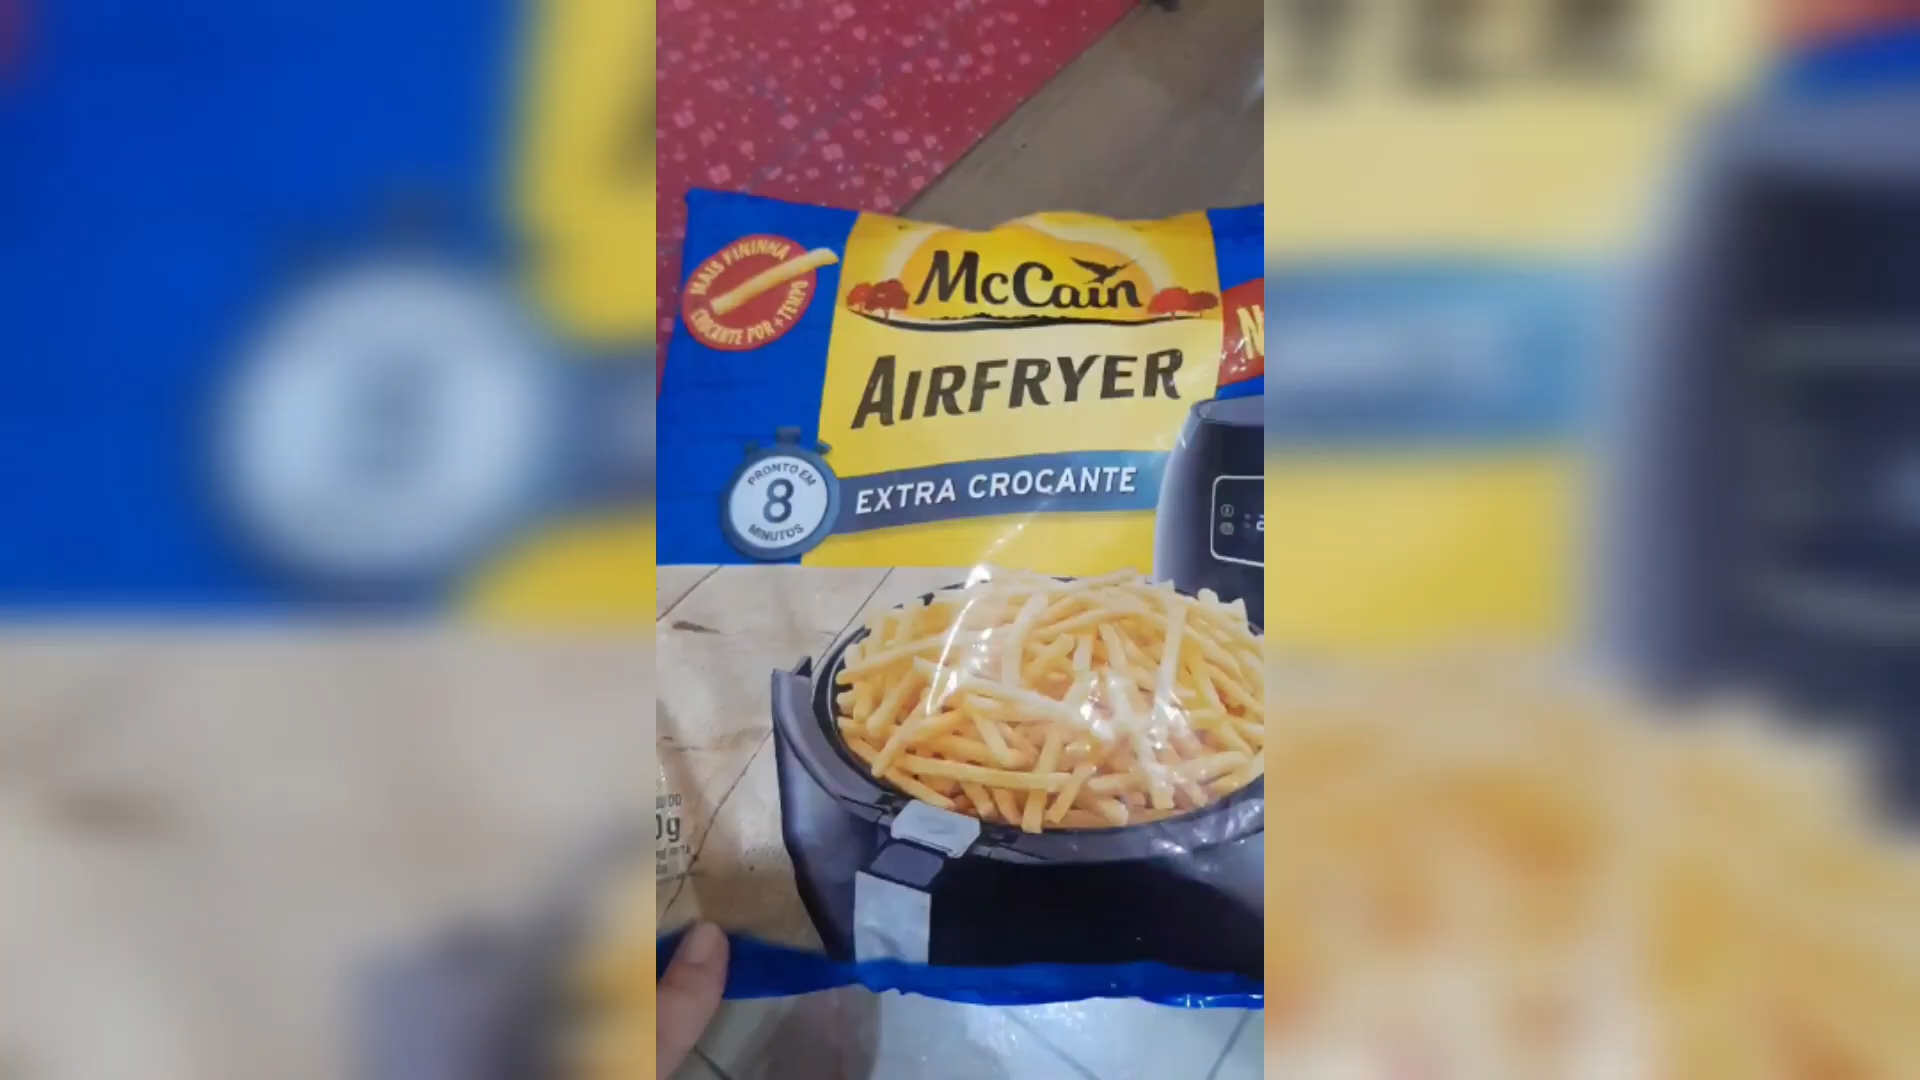 MAIS FININHA
CROCANTE POR + TEMPO
McCain
AIRFRYER
PRONTO EM
8
MINUTOS
EXTRA CROCANTE